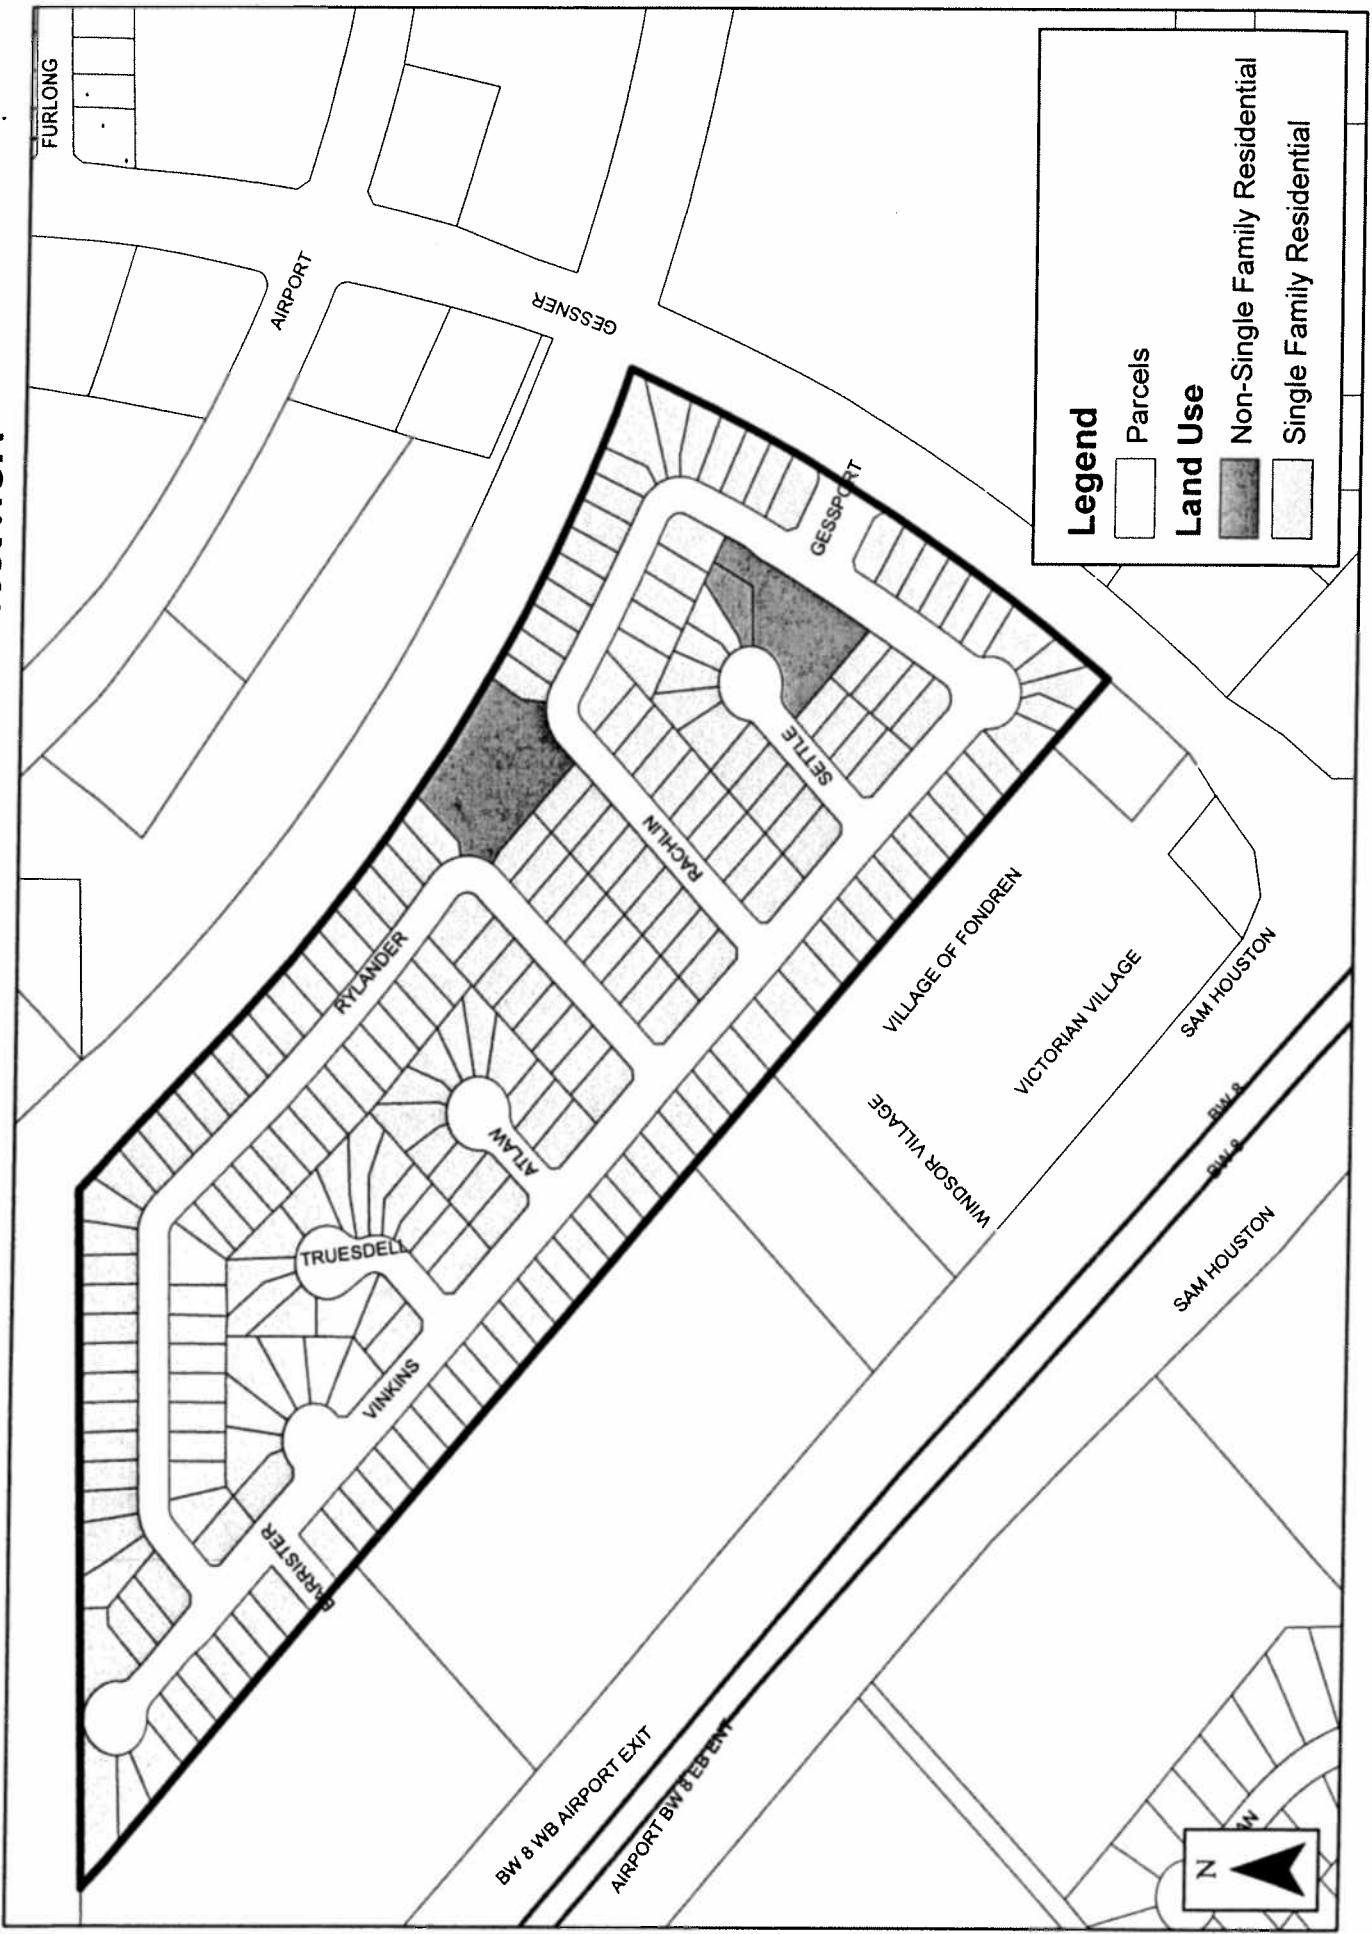 FURLONG
AIRPORT
GESSNER
GESSPORT
SETTLE
RACHLIN
RYLANDER
ATLAW
TRUESDELL
VINKINS
BARRISTER
VILLAGE OF FONDREN
VICTORIAN VILLAGE
WINDSOR VILLAGE
SAM HOUSTON
BW 8
BW 8
SAM HOUSTON
BW 8 WB AIRPORT EXIT
AIRPORT BW 8 EB ENT
Legend
Parcels
Land Use
Non-Single Family Residential
Single Family Residential
N